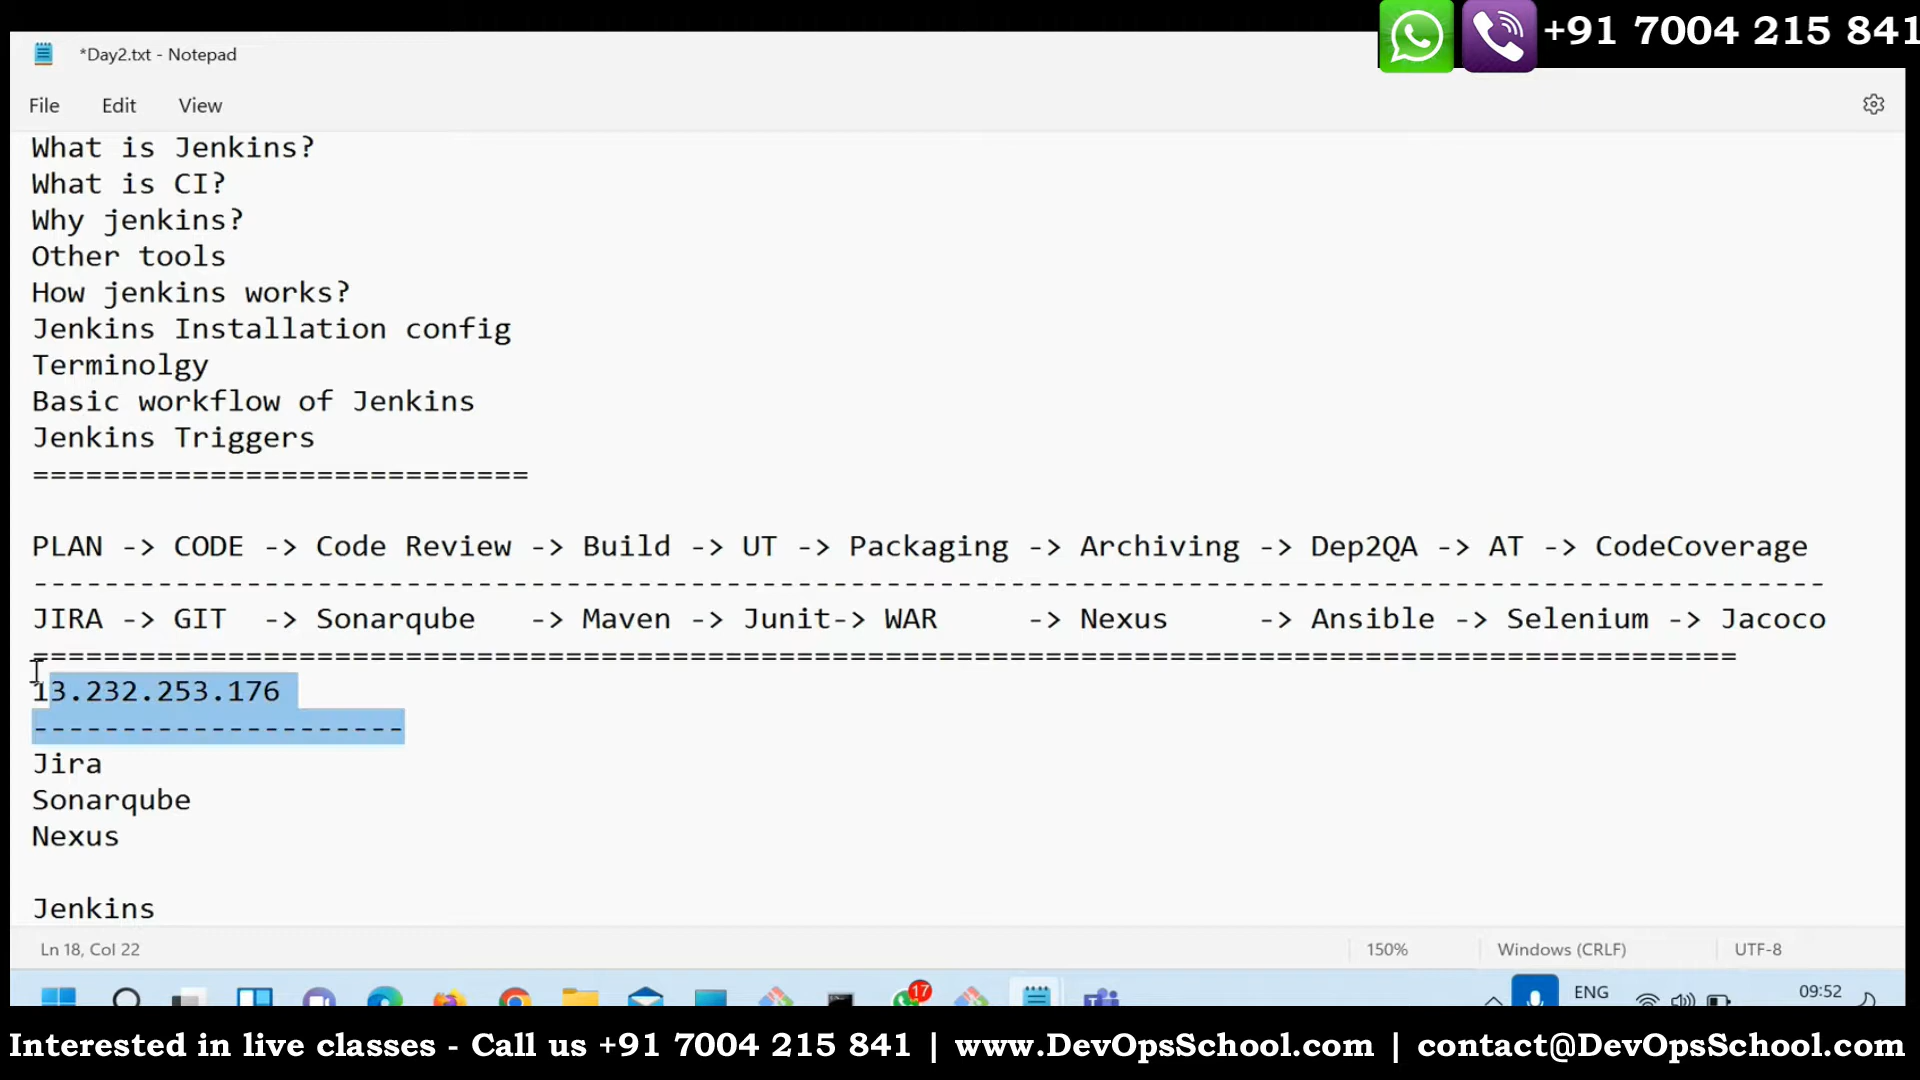 +91 7004 215 841
*Day2.txt - Notepad
File Edit View
What is Jenkins?
What is CI?
Why jenkins?
Other tools
How jenkins works?
Jenkins Installation config
Terminolgy
Basic workflow of Jenkins
Jenkins Triggers
============================
PLAN -> CODE -> Code Review -> Build -> UT -> Packaging -> Archiving -> Dep2QA -> AT -> CodeCoverage
-----------------------------------------------------------------------------------------------------
JIRA -> GIT -> Sonarqube -> Maven -> Junit-> WAR -> Nexus -> Ansible -> Selenium -> Jacoco
================================================================================================
13.232.253.176
---------------------
Jira
Sonarqube
Nexus
Jenkins
Ln 18, Col 22 150% Windows (CRLF) UTF-8
17 ENG 09:52
Interested in live classes - Call us +91 7004 215 841 | www.DevOpsSchool.com | contact@DevOpsSchool.com